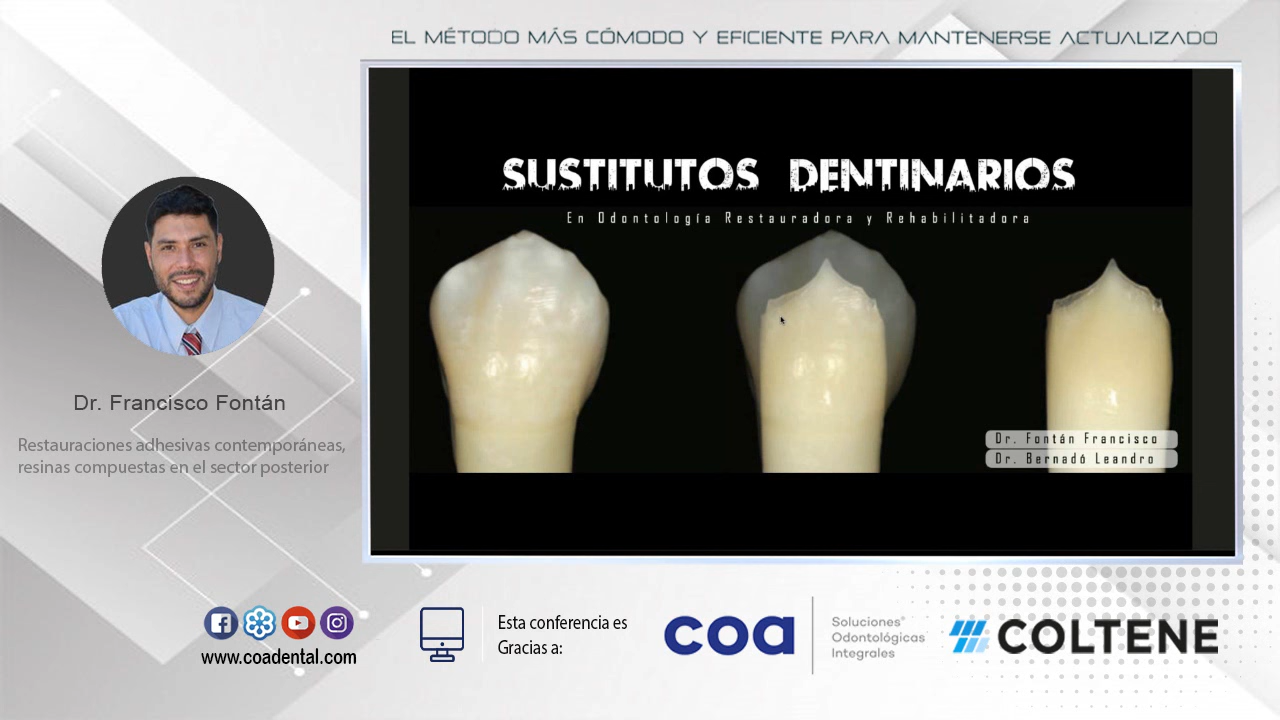 EL MÉTODO MÁS CÓMODO Y EFICIENTE PARA MANTENERSE ACTUALIZADO
SUSTITUTOS DENTINARIOS
En Odontología Restauradora y Rehabilitadora
Dr. Fontán Francisco
Dr. Bernadó Leandro
Dr. Francisco Fontán
Restauraciones adhesivas contemporáneas,
resinas compuestas en el sector posterior
www.coadental.com
Esta conferencia es
Gracias a:
coa
Soluciones®
Odontológicas
Integrales
COLTENE